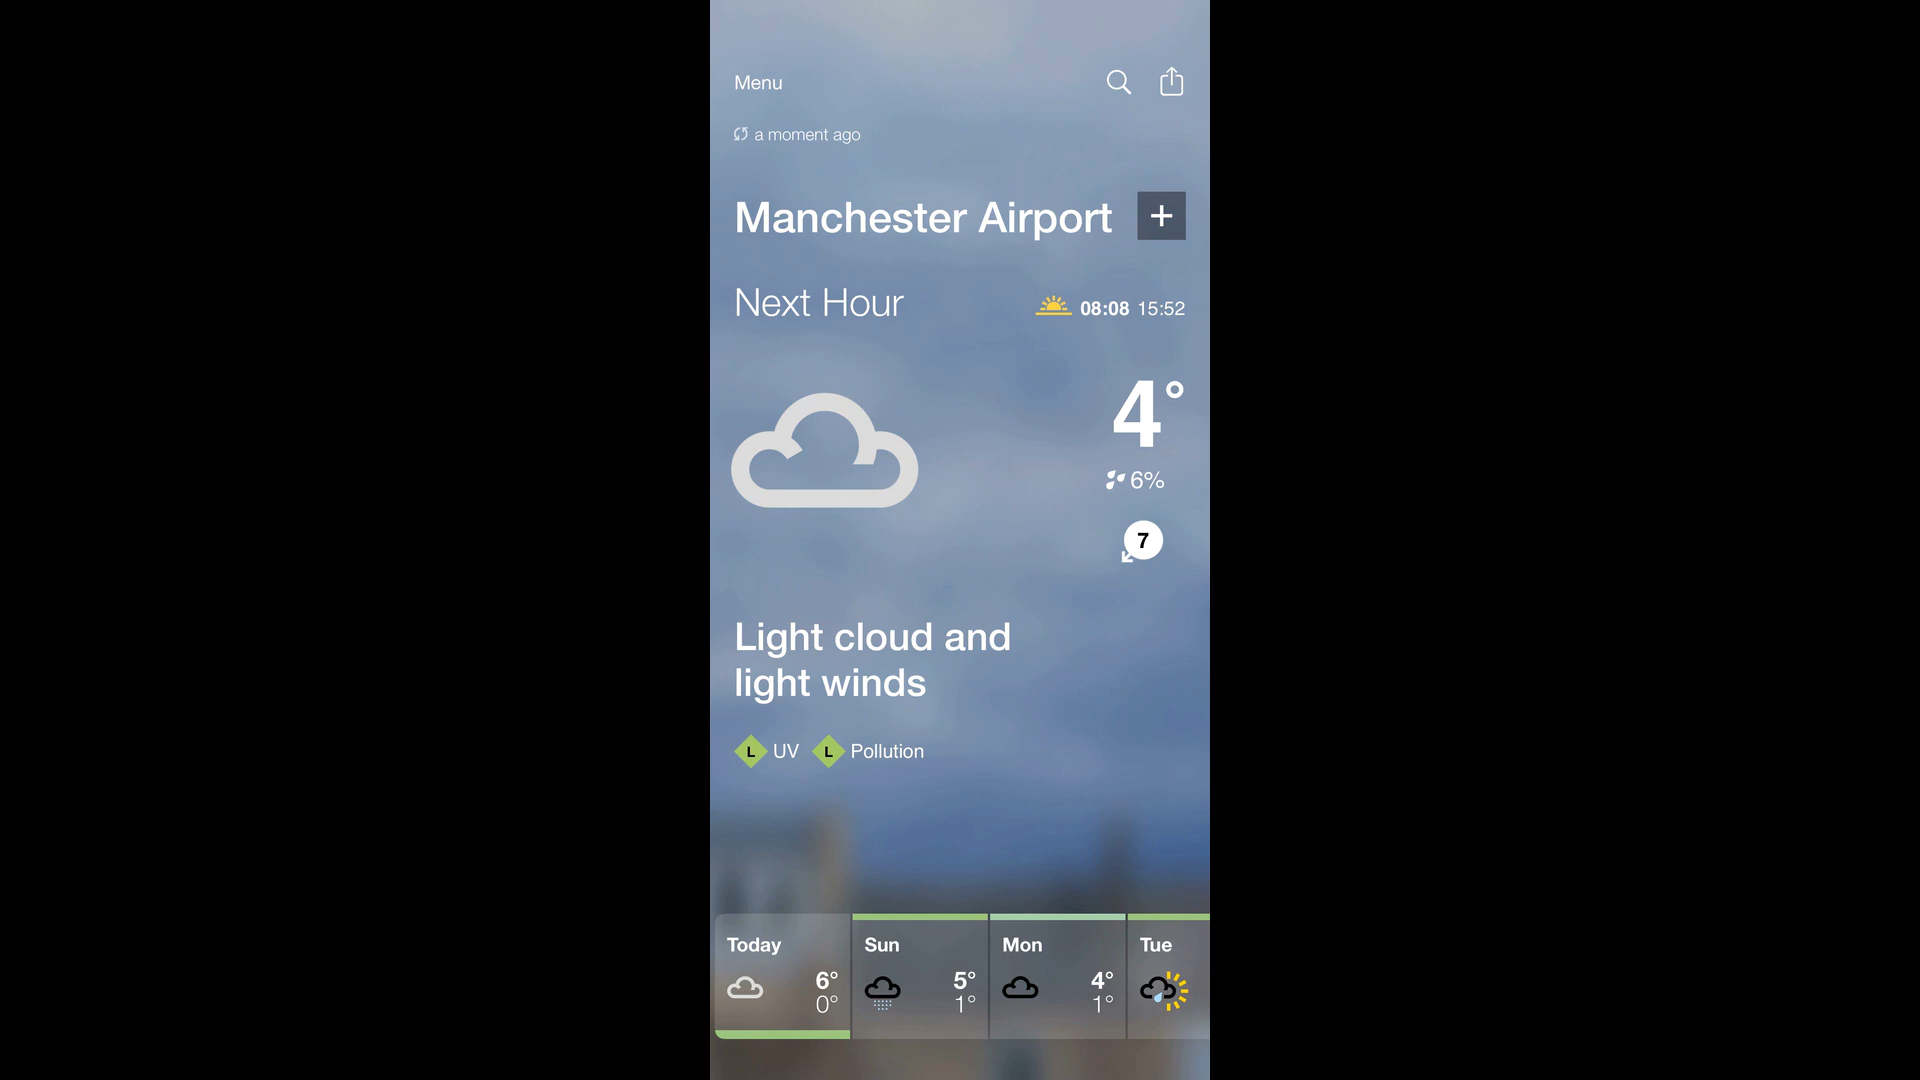 Menu
a moment ago
Manchester Airport +
Next Hour 08:08 15:52
4°
6%
7
Light cloud and
light winds
L UV L Pollution
Today Sun Mon Tue
6° 5° 4°
0° 1° 1°